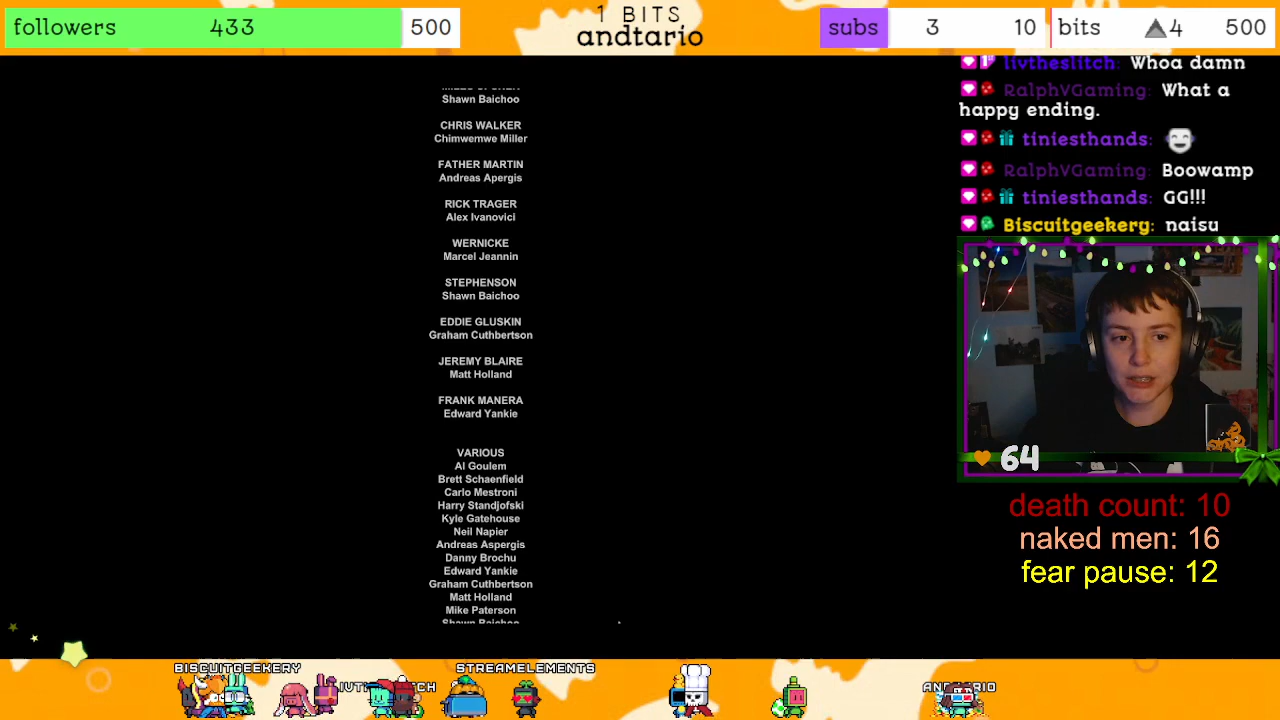 followers 433 500
1 BITS
andtario
subs 3 10
bits 4 500
livtheslitch: Whoa damn
RalphVGaming: What a
happy ending.
tiniesthands:
RalphVGaming: Boowamp
tiniesthands: GG!!!
Biscuitgeekery: naisu
Shawn Baichoo
CHRIS WALKER
Chimwemwe Miller
FATHER MARTIN
Andreas Apergis
RICK TRAGER
Alex Ivanovici
WERNICKE
Marcel Jeannin
STEPHENSON
Shawn Baichoo
EDDIE GLUSKIN
Graham Cuthbertson
JEREMY BLAIRE
Matt Holland
FRANK MANERA
Edward Yankie
VARIOUS
Al Goulem
Brett Schaenfield
Carlo Mestroni
Harry Standjofski
Kyle Gatehouse
Neil Napier
Andreas Aspergis
Danny Brochu
Edward Yankie
Graham Cuthbertson
Matt Holland
Mike Paterson
Shawn Baichoo
64
death count: 10
naked men: 16
fear pause: 12
BISCUITGEEKERY
STREAMELEMENTS